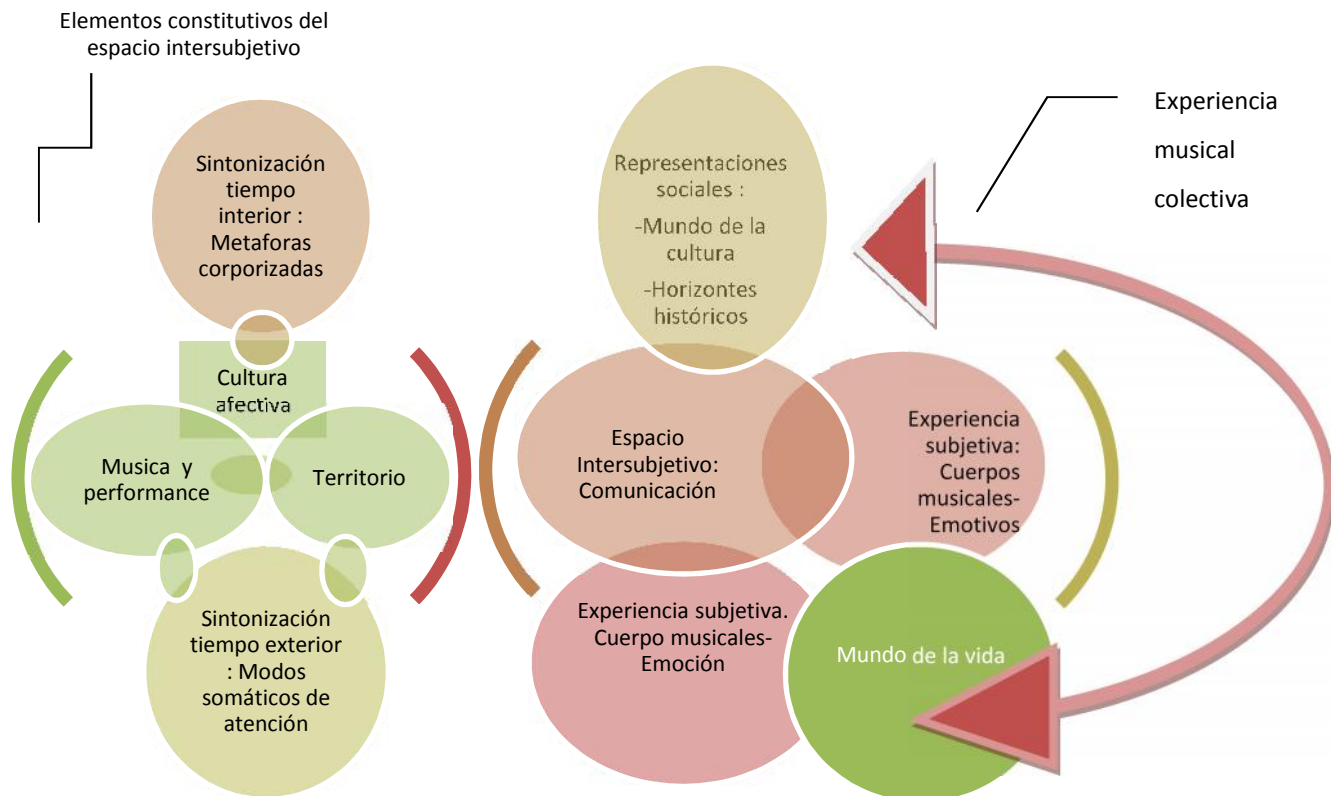 Elementos constitutivos del
espacio intersubjetivo
Sintonización
tiempo
interior :
Metaforas
corporizadas
Cultura
afectiva
Musica y
performance
Territorio
Sintonización
tiempo exterior
: Modos
somáticos de
atención
Representaciones
sociales :
-Mundo de la
cultura
-Horizontes
históricos
Espacio
Intersubjetivo:
Comunicación
Experiencia
subjetiva:
Cuerpos
musicales-
Emotivos
Experiencia subjetiva.
Cuerpo musicales-
Emoción
Mundo de la vida
Experiencia
musical
colectiva